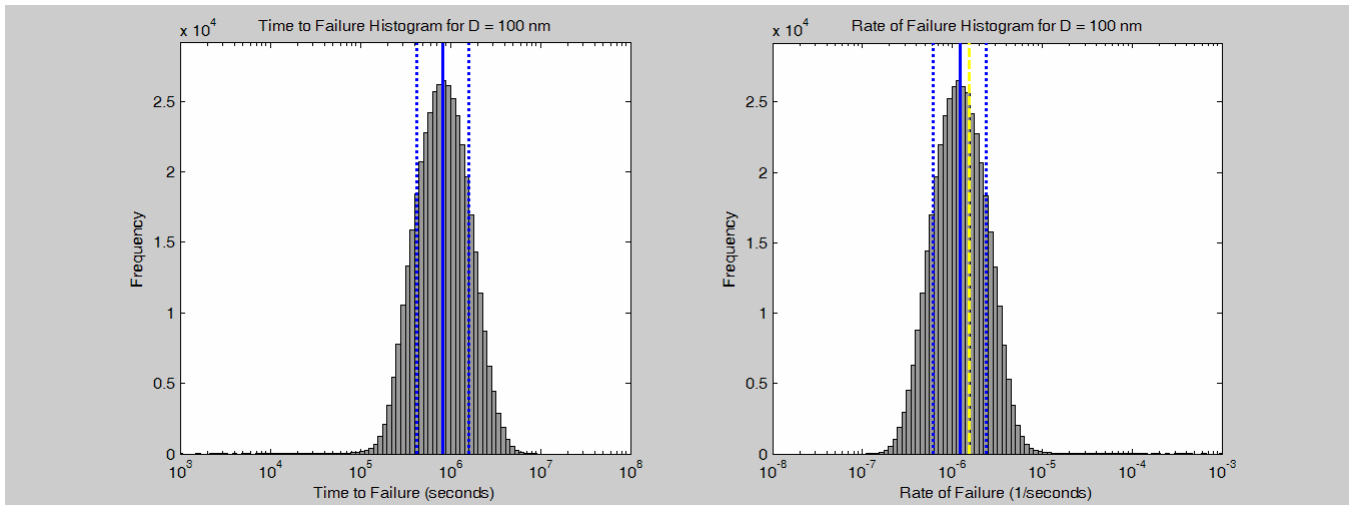 Time to Failure Histogram for D = 100 nm
x 10^4
2.5
2
1.5
1
0.5
0
Frequency
10^3 10^4 10^5 10^6 10^7 10^8
Time to Failure (seconds)
Rate of Failure Histogram for D = 100 nm
x 10^4
2.5
2
1.5
1
0.5
0
Frequency
10^-8 10^-7 10^-6 10^-5 10^-4 10^-3
Rate of Failure (1/seconds)